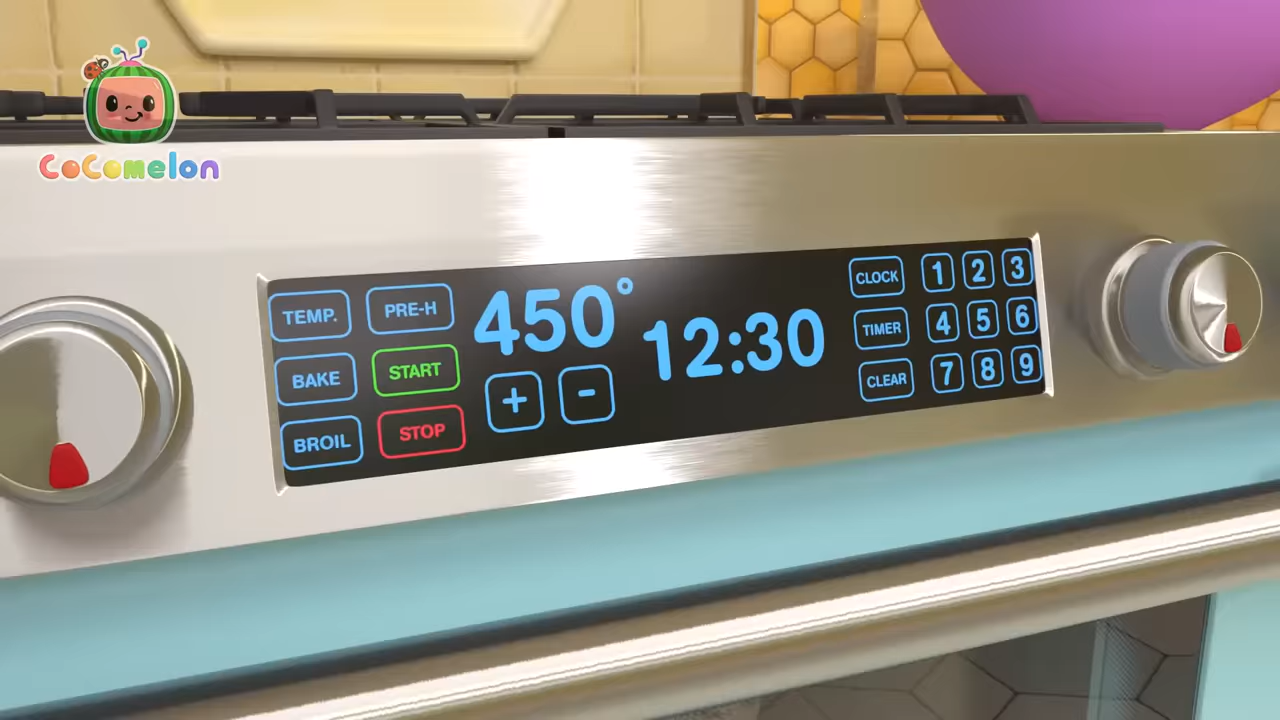 CoComelon
TEMP. PRE-H 450° CLOCK 1 2 3
BAKE START 12:30 TIMER 4 5 6
BROIL STOP + - CLEAR 7 8 9